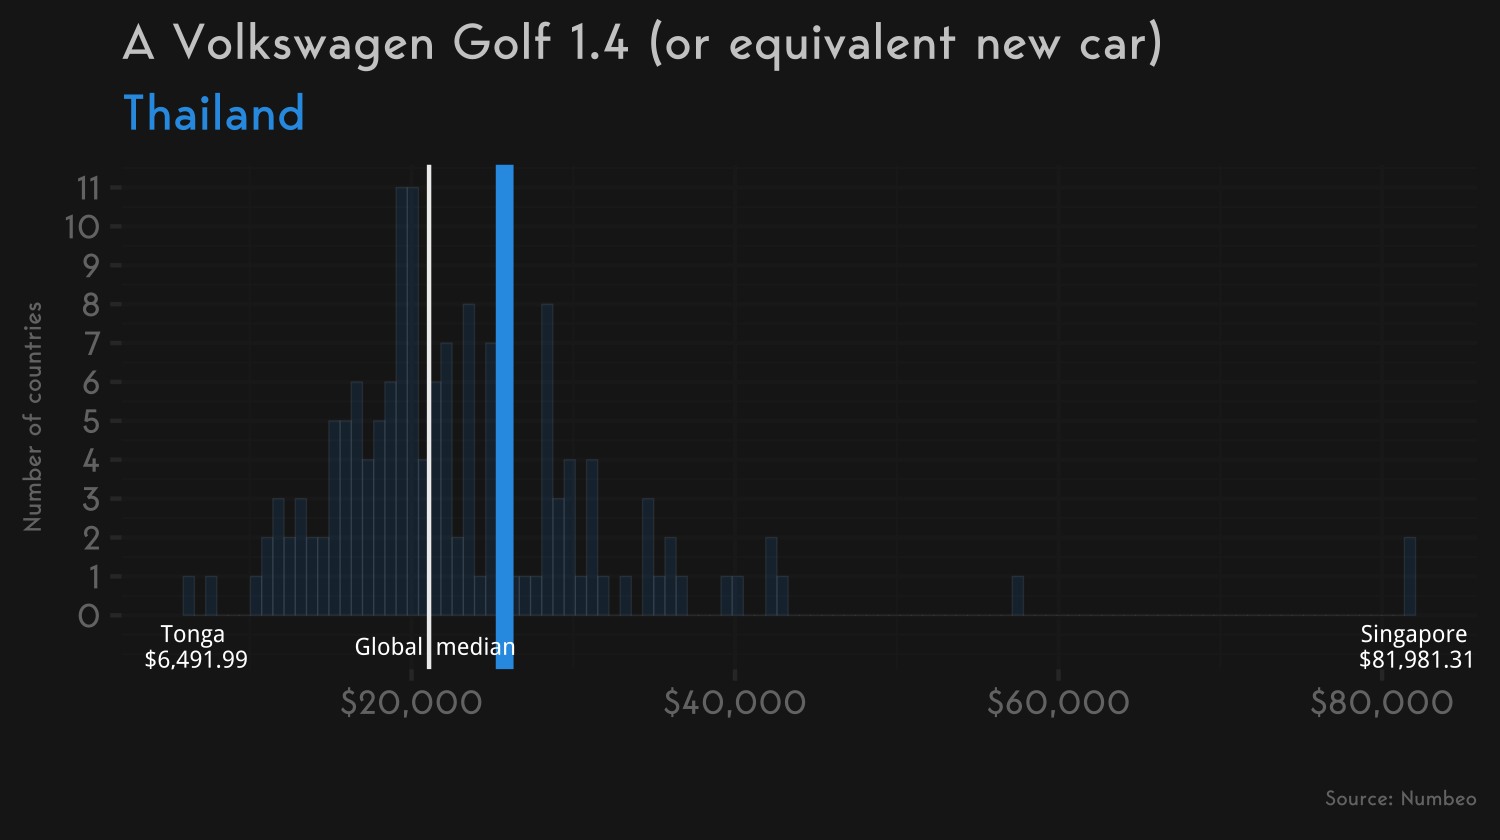 A Volkswagen Golf 1.4 (or equivalent new car)
Thailand
Number of countries
11
10
9
8
7
6
5
4
3
2
1
0
Tonga
$6,491.99
Global median
Singapore
$81,981.31
$20,000 $40,000 $60,000 $80,000
Source: Numbeo